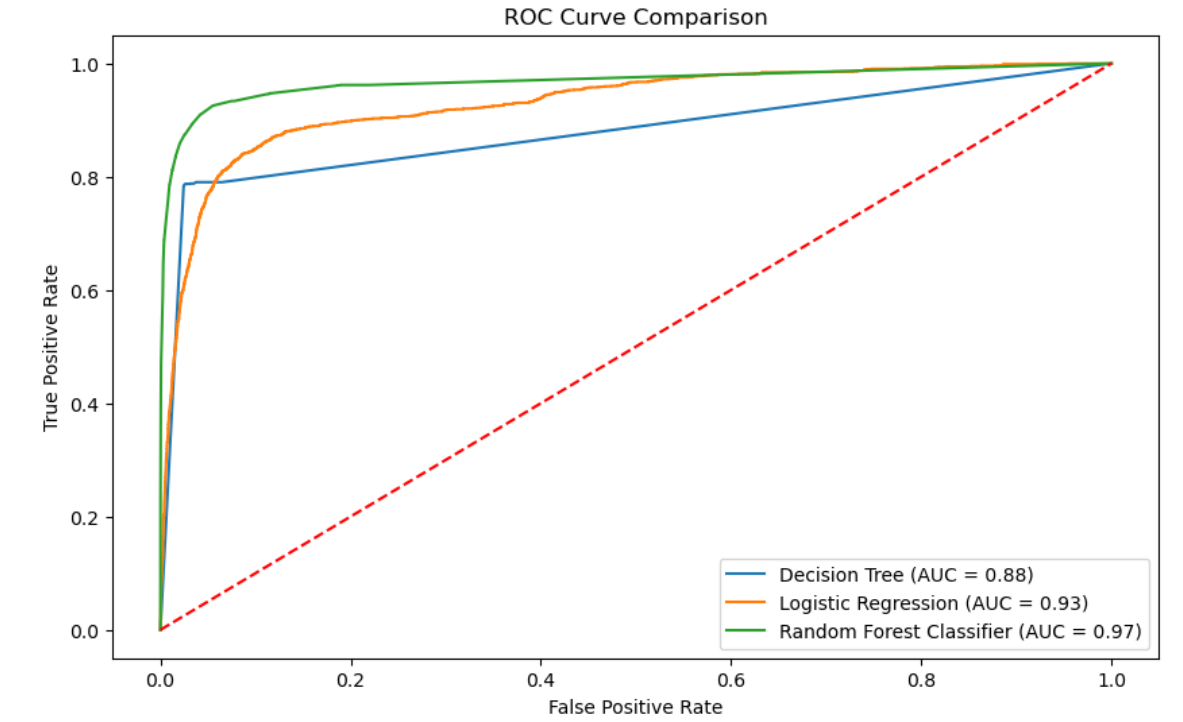 ROC Curve Comparison
True Positive Rate
1.0
0.8
0.6
0.4
0.2
0.0
Decision Tree (AUC = 0.88)
Logistic Regression (AUC = 0.93)
Random Forest Classifier (AUC = 0.97)
0.0 0.2 0.4 0.6 0.8 1.0
False Positive Rate